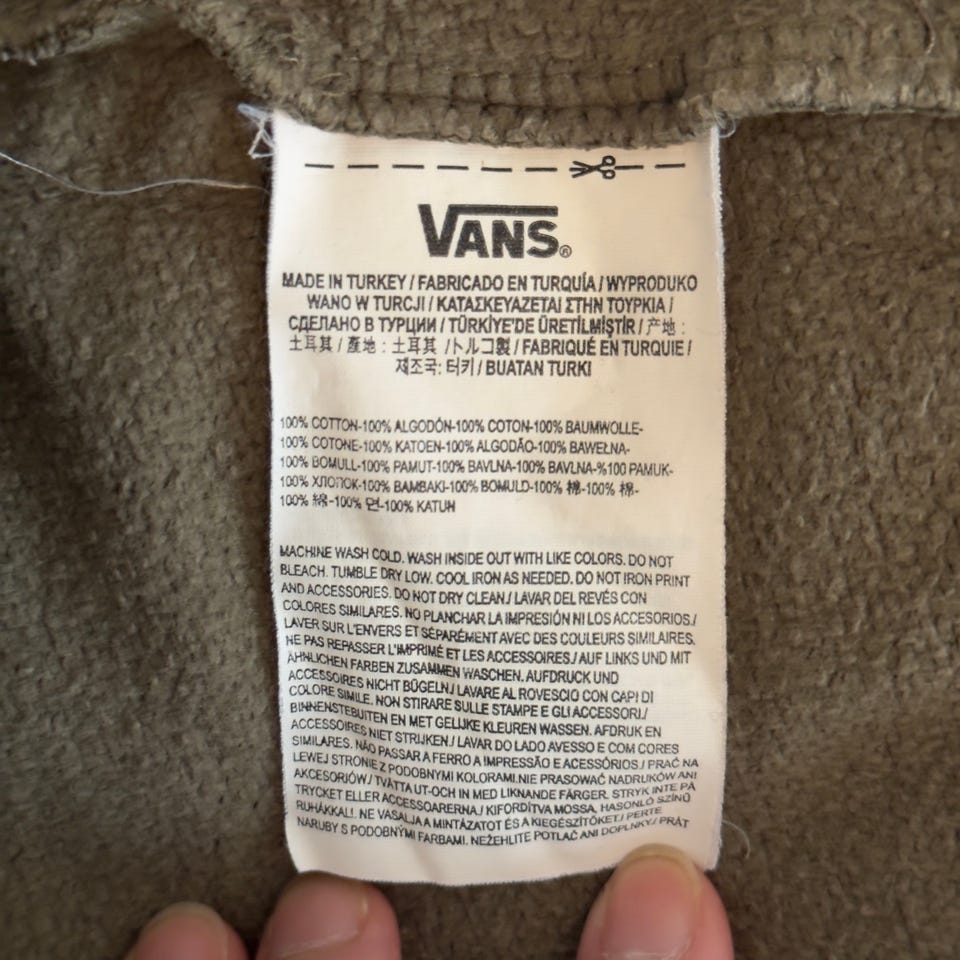 VANS®
MADE IN TURKEY / FABRICADO EN TURQUÍA / WYPRODUKO
WANO W TURCJI / ΚΑΤΑΣΚΕΥΑΖΕΤΑΙ ΣΤΗΝ ΤΟΥΡΚΙΑ /
СДЕЛАНО В ТУРЦИИ / TÜRKİYE'DE ÜRETİLMİŞTİR / 产地 :
土耳其 / 產地 : 土耳其 /トルコ製 / FABRIQUÉ EN TURQUIE /
제조국: 터키 / BUATAN TURKI
100% COTTON-100% ALGODÓN-100% COTON-100% BAUMWOLLE-
100% COTONE-100% KATOEN-100% ALGODÃO-100% BAWEŁNA-
100% BOMULL-100% PAMUT-100% BAVLNA-100% BAVLNA-%100 PAMUK-
100% ХЛОПОК-100% ΒΑΜΒΑΚΙ-100% BOMULD-100% 棉-100% 棉-
100% 綿-100% 면-100% KATUN
MACHINE WASH COLD. WASH INSIDE OUT WITH LIKE COLORS. DO NOT
BLEACH. TUMBLE DRY LOW. COOL IRON AS NEEDED. DO NOT IRON PRINT
AND ACCESSORIES. DO NOT DRY CLEAN./ LAVAR DEL REVÉS CON
COLORES SIMILARES. NO PLANCHAR LA IMPRESIÓN NI LOS ACCESORIOS./
LAVER SUR L'ENVERS ET SÉPARÉMENT AVEC DES COULEURS SIMILAIRES.
NE PAS REPASSER L'IMPRIMÉ ET LES ACCESSOIRES./ AUF LINKS UND MIT
ÄHNLICHEN FARBEN ZUSAMMEN WASCHEN. AUFDRUCK UND
ACCESSOIRES NICHT BÜGELN./ LAVARE AL ROVESCIO CON CAPI DI
COLORE SIMILE. NON STIRARE SULLE STAMPE E GLI ACCESSORI./
BINNENSTEBUITEN EN MET GELIJKE KLEUREN WASSEN. AFDRUK EN
ACCESSOIRES NIET STRIJKEN./ LAVAR DO LADO AVESSO E COM CORES
SIMILARES. NÃO PASSAR A FERRO A IMPRESSÃO E ACESSÓRIOS./ PRAĆ NA
LEWEJ STRONIE Z PODOBNYMI KOLORAMI.NIE PRASOWAĆ NADRUKÓW ANI
AKCESORIÓW./ TVÄTTA UT-OCH IN MED LIKNANDE FÄRGER. STRYK INTE PÅ
TRYCKET ELLER ACCESSOARERNA./ KIFORDÍTVA MOSSA, HASONLÓ SZÍNŰ
RUHÁKKAL!. NE VASALJA A MINTÁZATOT ÉS A KIEGÉSZÍTŐKET./ PERTE
NARUBY S PODOBNÝMI FARBAMI. NEŽEHLITE POTLAČ ANI DOPLNKY./ PRÁT